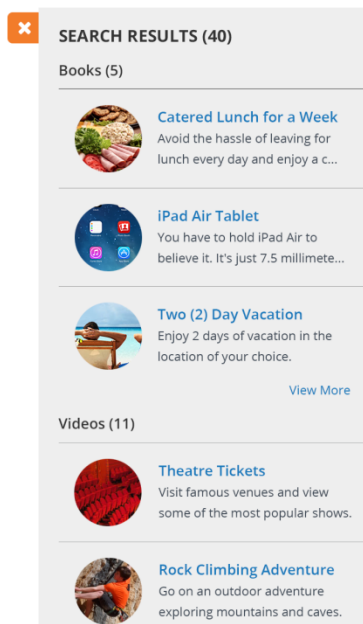 SEARCH RESULTS (40)
Books (5)
Catered Lunch for a Week
Avoid the hassle of leaving for
lunch every day and enjoy a c...
iPad Air Tablet
You have to hold iPad Air to
believe it. It's just 7.5 millimete...
Two (2) Day Vacation
Enjoy 2 days of vacation in the
location of your choice.
View More
Videos (11)
Theatre Tickets
Visit famous venues and view
some of the most popular shows.
Rock Climbing Adventure
Go on an outdoor adventure
exploring mountains and caves.